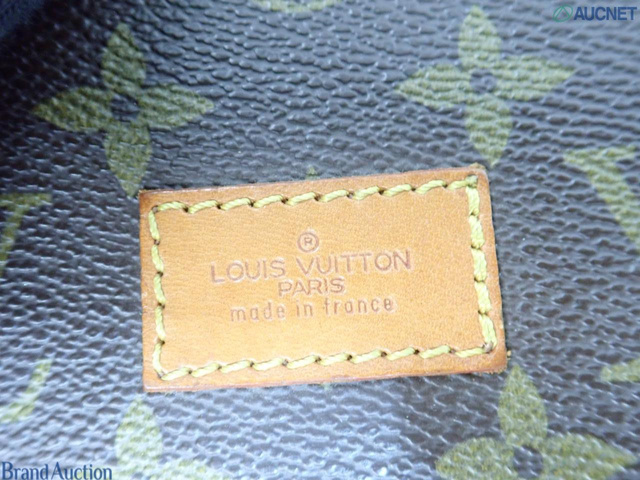 AUCNET
®
LOUIS VUITTON
PARIS
made in france
Brand Auction